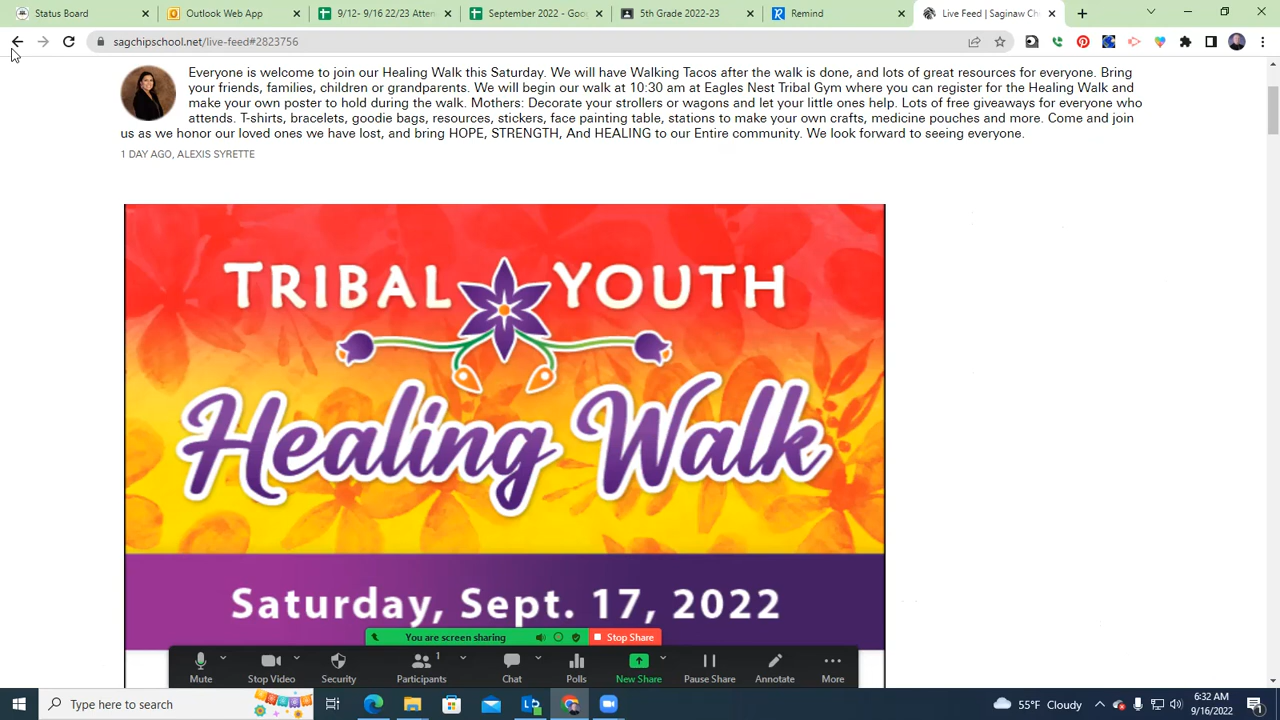 Status Board
Outlook Web App
9/12- 9/16 22/23 Atten
September 2022 - Goo
5th Grade 2022-23
Remind
Live Feed | Saginaw Ch
sagchipschool.net/live-feed#2823756
Everyone is welcome to join our Healing Walk this Saturday. We will have Walking Tacos after the walk is done, and lots of great resources for everyone. Bring
your friends, families, children or grandparents. We will begin our walk at 10:30 am at Eagles Nest Tribal Gym where you can register for the Healing Walk and
make your own poster to hold during the walk. Mothers: Decorate your strollers or wagons and let your little ones help. Lots of free giveaways for everyone who
attends. T-shirts, bracelets, goodie bags, resources, stickers, face painting table, stations to make your own crafts, medicine pouches and more. Come and join
us as we honor our loved ones we have lost, and bring HOPE, STRENGTH, And HEALING to our Entire community. We look forward to seeing everyone.
1 DAY AGO, ALEXIS SYRETTE
TRIBAL YOUTH
Healing Walk
Saturday, Sept. 17, 2022
You are screen sharing
Stop Share
1
Mute
Stop Video
Security
Participants
Chat
Polls
New Share
Pause Share
Annotate
More
Type here to search
55°F Cloudy
6:32 AM
9/16/2022
1